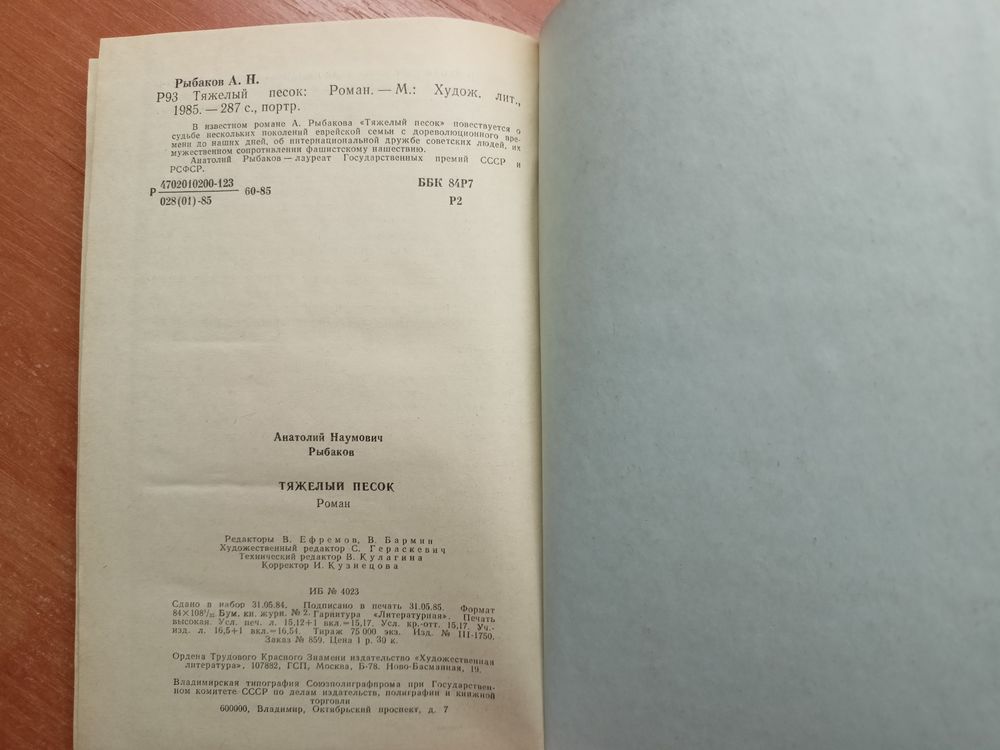 Рыбаков А. Н.
Р93 Тяжелый песок: Роман. — М.: Худож. лит.,
1985. — 287 с., портр.
В известном романе А. Рыбакова «Тяжелый песок» повествуется о
судьбе нескольких поколений еврейской семьи с дореволюционного вре-
мени до наших дней, об интернациональной дружбе советских людей, их
мужественном сопротивлении фашистскому нашествию.
Анатолий Рыбаков — лауреат Государственных премий СССР и
РСФСР.
Р 4702010200-123 60-85
028(01)-85
ББК 84Р7
Р2
Анатолий Наумович
Рыбаков
ТЯЖЕЛЫЙ ПЕСОК
Роман
Редакторы В. Ефремов, В. Бармин
Художественный редактор С. Гераскевич
Технический редактор В. Кулагина
Корректор И. Кузнецова
ИБ № 4023
Сдано в набор 31.05.84. Подписано в печать 31.05.85. Формат
84×108¹/₃₂ Бум. кн. журн. № 2. Гарнитура «Литературная». Печать
высокая. Усл. печ. л. 15,12+1 вкл.=15,17. Усл. кр.-отт. 15,17. Уч.-
изд. л. 16,5+1 вкл.=16,54. Тираж 75 000 экз. Изд. № III-1750.
Заказ № 859. Цена 1 р. 30 к.
Ордена Трудового Красного Знамени издательство «Художественная
литература», 107882, ГСП, Москва, Б-78. Ново-Басманная, 19.
Владимирская типография Союзполиграфпрома при Государствен-
ном комитете СССР по делам издательств, полиграфии и книжной
торговли
600000, Владимир, Октябрьский проспект, д. 7